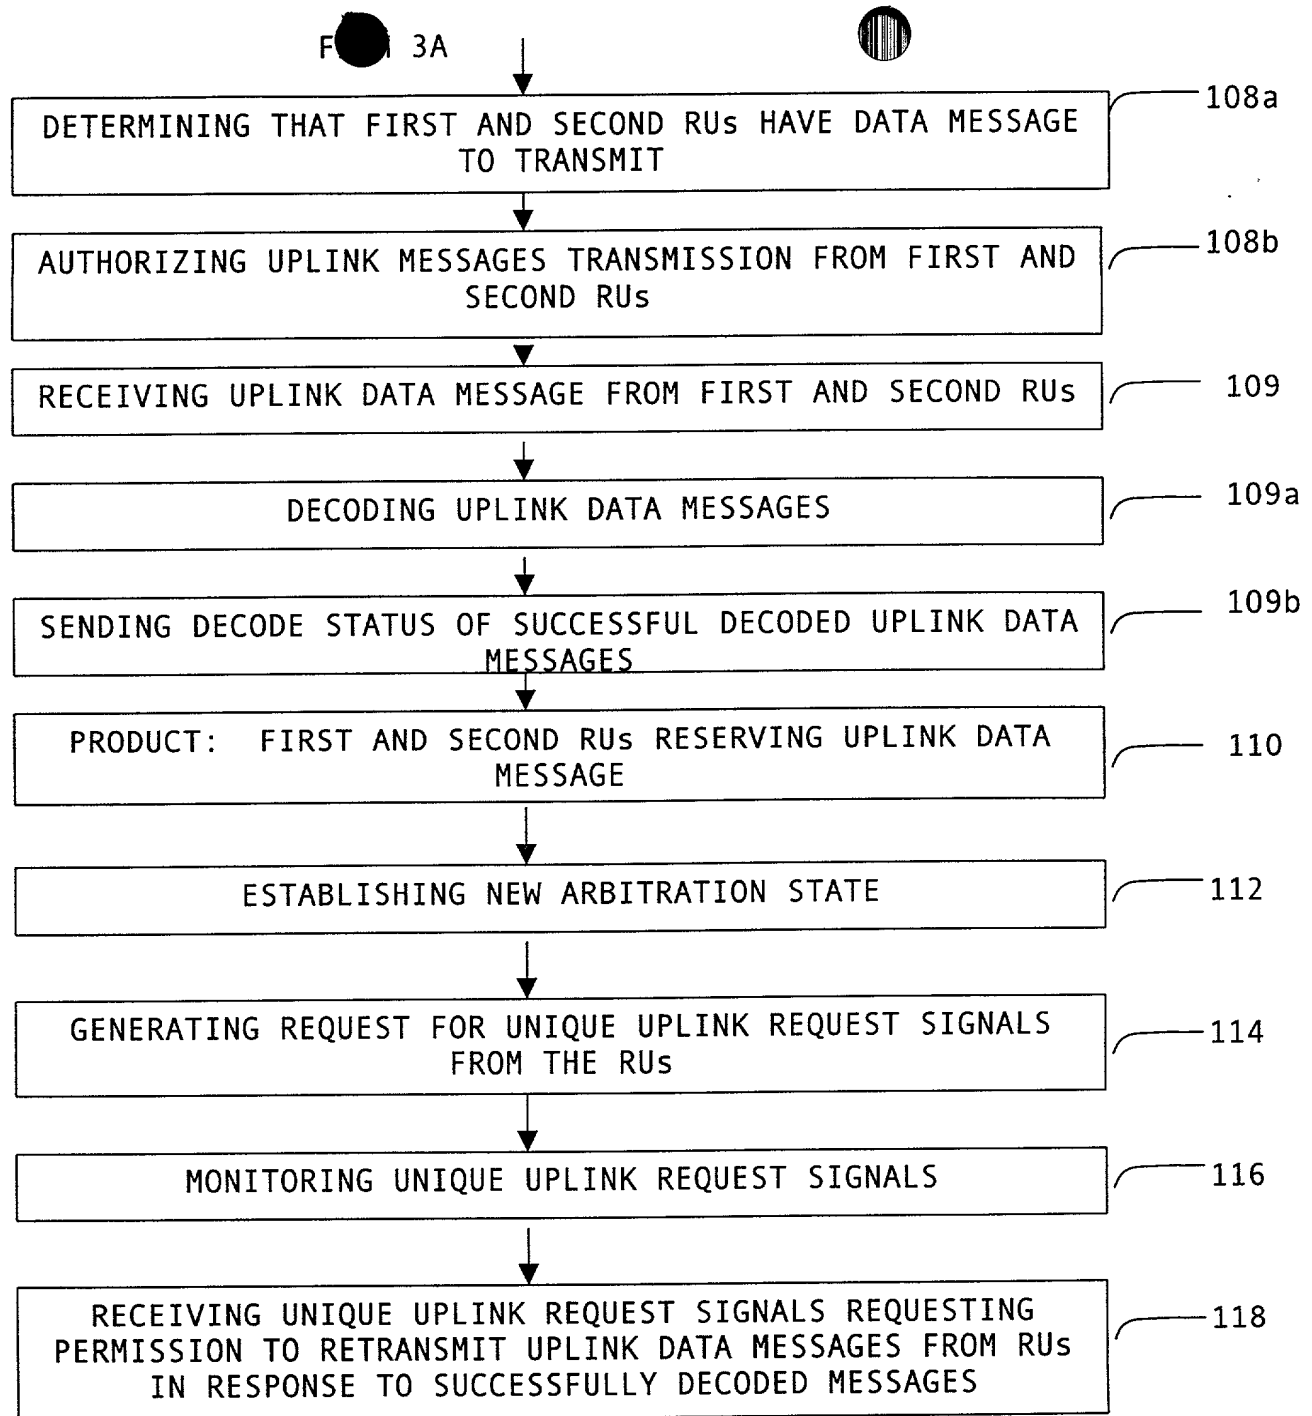 3A
DETERMINING THAT FIRST AND SECOND RUs HAVE DATA MESSAGE
TO TRANSMIT
108a
AUTHORIZING UPLINK MESSAGES TRANSMISSION FROM FIRST AND
SECOND RUs
108b
RECEIVING UPLINK DATA MESSAGE FROM FIRST AND SECOND RUs
109
DECODING UPLINK DATA MESSAGES
109a
SENDING DECODE STATUS OF SUCCESSFUL DECODED UPLINK DATA
MESSAGES
109b
PRODUCT: FIRST AND SECOND RUs RESERVING UPLINK DATA
MESSAGE
110
ESTABLISHING NEW ARBITRATION STATE
112
GENERATING REQUEST FOR UNIQUE UPLINK REQUEST SIGNALS
FROM THE RUs
114
MONITORING UNIQUE UPLINK REQUEST SIGNALS
116
RECEIVING UNIQUE UPLINK REQUEST SIGNALS REQUESTING
PERMISSION TO RETRANSMIT UPLINK DATA MESSAGES FROM RUs
IN RESPONSE TO SUCCESSFULLY DECODED MESSAGES
118